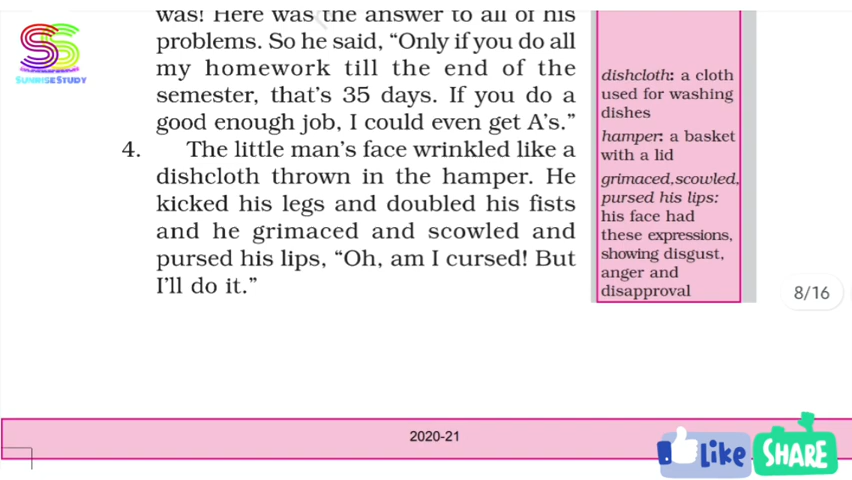 was! Here was the answer to all of his
problems. So he said, “Only if you do all
my homework till the end of the
semester, that’s 35 days. If you do a
good enough job, I could even get A’s.”
4. The little man’s face wrinkled like a
dishcloth thrown in the hamper. He
kicked his legs and doubled his fists
and he grimaced and scowled and
pursed his lips, “Oh, am I cursed! But
I’ll do it.”
dishcloth: a cloth
used for washing
dishes
hamper: a basket
with a lid
grimaced, scowled,
pursed his lips:
his face had
these expressions,
showing disgust,
anger and
disapproval
SS
SUNRISE STUDY
8/16
2020-21
Like
SHARE